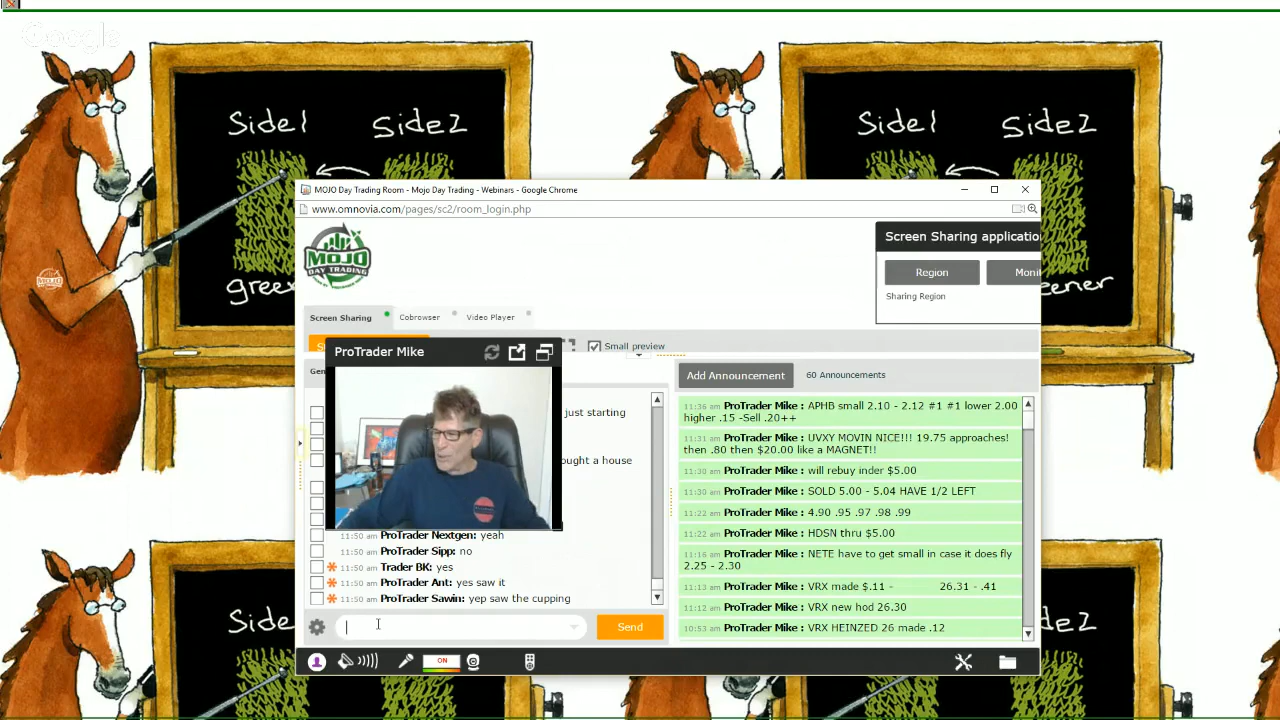 Google
Side1 Side2
Side1 Side2
greener
MOJO Day Trading Room - Mojo Day Trading - Webinars - Google Chrome
www.omnovia.com/pages/sc2/room_login.php
MOJO
DAY TRADING
Screen Sharing applicatio
Region
Moni
Sharing Region
Screen Sharing
Cobrowser
Video Player
Small preview
ProTrader Mike
Gen
just starting
ought a house
11:50 am ProTrader Nextgen: yeah
11:50 am ProTrader Sipp: no
11:50 am Trader BK: yes
11:50 am ProTrader Ant: yes saw it
11:50 am ProTrader Sawin: yep saw the cupping
Send
Add Announcement
60 Announcements
11:36 am ProTrader Mike : APHB small 2.10 - 2.12 #1 #1 lower 2.00
higher .15 -Sell .20++
11:31 am ProTrader Mike : UVXY MOVIN NICE!!! 19.75 approaches!
then .80 then $20.00 like a MAGNET!!
11:30 am ProTrader Mike : will rebuy inder $5.00
11:30 am ProTrader Mike : SOLD 5.00 - 5.04 HAVE 1/2 LEFT
11:22 am ProTrader Mike : 4.90 .95 .97 .98 .99
11:22 am ProTrader Mike : HDSN thru $5.00
11:16 am ProTrader Mike : NETE have to get small in case it does fly
2.25 - 2.30
11:13 am ProTrader Mike : VRX made $.11 - 26.31 - .41
11:12 am ProTrader Mike : VRX new hod 26.30
10:53 am ProTrader Mike : VRX HEINZED 26 made .12
ON
Side
Side2